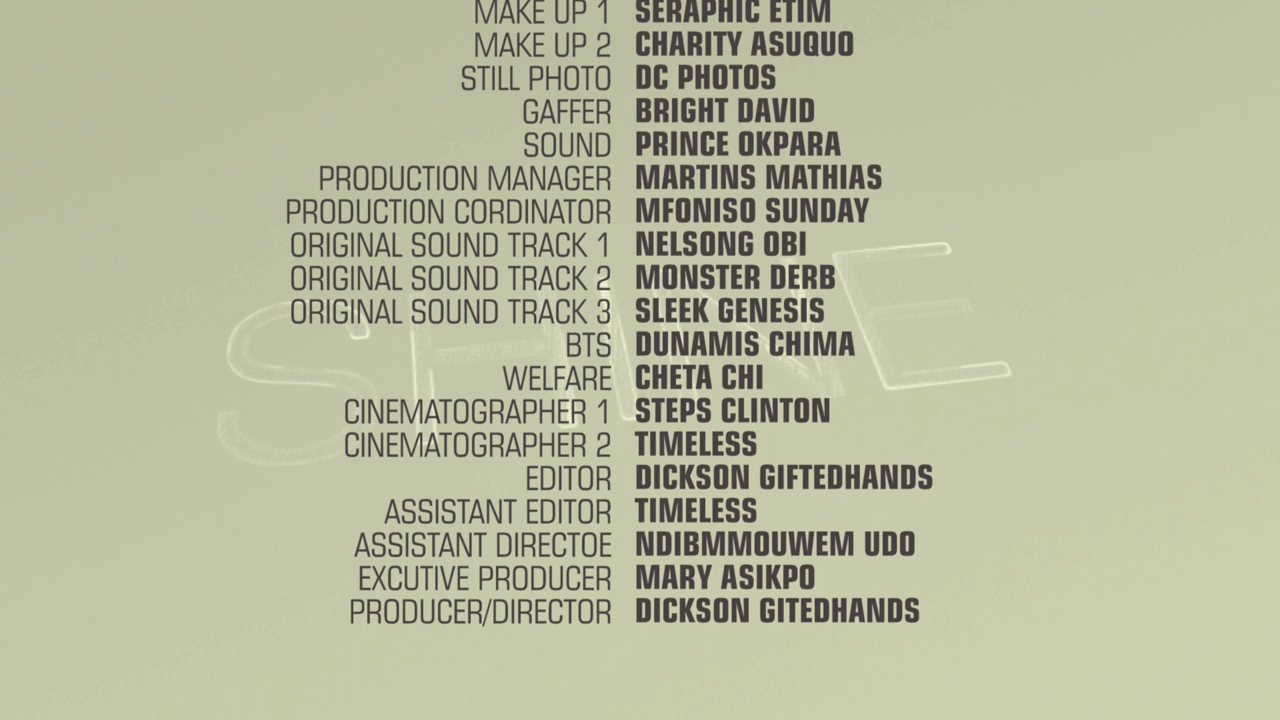 MAKE UP 1 SERAPHIC ETIM
MAKE UP 2 CHARITY ASUQUO
STILL PHOTO DC PHOTOS
GAFFER BRIGHT DAVID
SOUND PRINCE OKPARA
PRODUCTION MANAGER MARTINS MATHIAS
PRODUCTION CORDINATOR MFONISO SUNDAY
ORIGINAL SOUND TRACK 1 NELSONG OBI
ORIGINAL SOUND TRACK 2 MONSTER DERB
ORIGINAL SOUND TRACK 3 SLEEK GENESIS
BTS DUNAMIS CHIMA
WELFARE CHETA CHI
CINEMATOGRAPHER 1 STEPS CLINTON
CINEMATOGRAPHER 2 TIMELESS
EDITOR DICKSON GIFTEDHANDS
ASSISTANT EDITOR TIMELESS
ASSISTANT DIRECTOE NDIBMMOUWEM UDO
EXCUTIVE PRODUCER MARY ASIKPO
PRODUCER/DIRECTOR DICKSON GITEDHANDS
SHINE